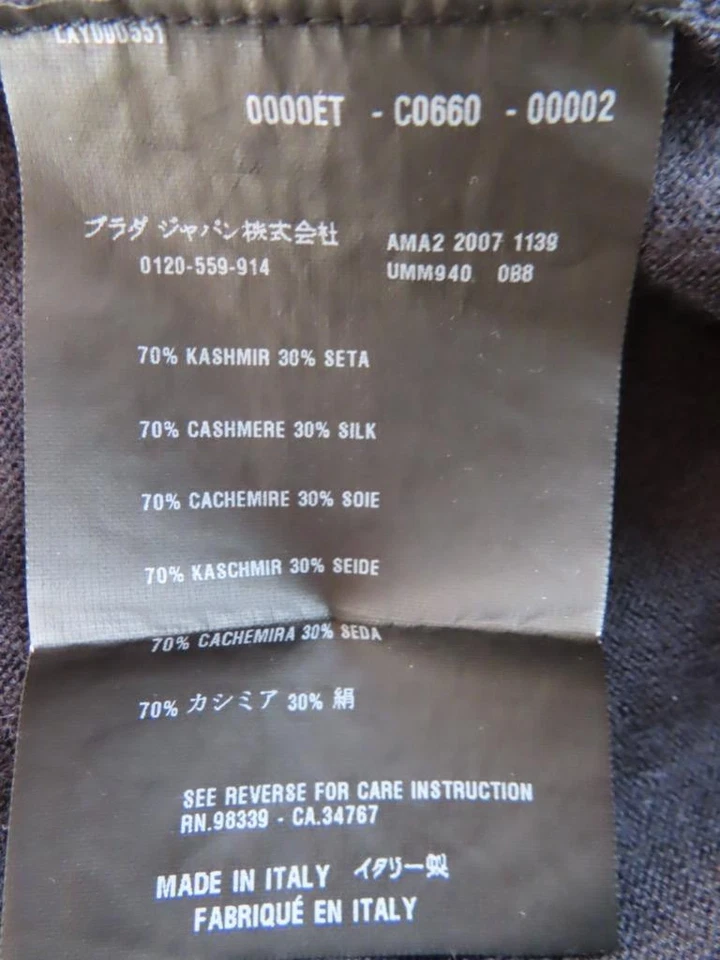 0000ÉT - C0660 - 00002
プラダ ジャパン株式会社
0120-559-914
AMA2 2007 1139
UMM940 0B8
70% KASHMIR 30% SETA
70% CASHMERE 30% SILK
70% CACHEMIRE 30% SOIE
70% KASCHMIR 30% SEIDE
70% CACHEMIRA 30% SEDA
70% カシミア 30% 絹
SEE REVERSE FOR CARE INSTRUCTION
RN.98339 - CA.34767
MADE IN ITALY イタリー製
FABRIQUÉ EN ITALY